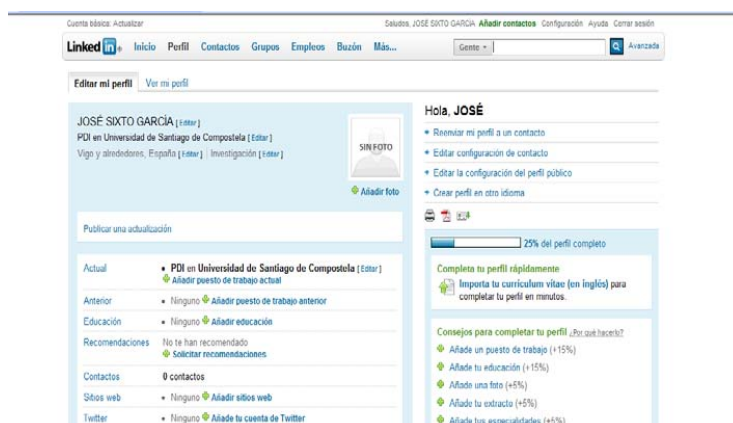 Cuenta básica: Actualizar
Saludos, JOSÉ SIXTO GARCÍA Añadir contactos Configuración Ayuda Cerrar sesión
Linked in Inicio Perfil Contactos Grupos Empleos Buzón Más... Gente Avanzada
Editar mi perfil Ver mi perfil
JOSÉ SIXTO GARCÍA [Editar]
PDI en Universidad de Santiago de Compostela [Editar]
Vigo y alrededores, España [Editar] | Investigación [Editar]
SIN FOTO
Añadir foto
Publicar una actualización
Actual • PDI en Universidad de Santiago de Compostela [Editar]
Añadir puesto de trabajo actual
Anterior • Ninguno Añadir puesto de trabajo anterior
Educación • Ninguno Añadir educación
Recomendaciones No te han recomendado
Solicitar recomendaciones
Contactos 0 contactos
Sitios web • Ninguno Añadir sitios web
Twitter • Ninguno Añade tu cuenta de Twitter
Hola, JOSÉ
Reenviar mi perfil a un contacto
Editar configuración de contacto
Editar la configuración del perfil público
Crear perfil en otro idioma
25% del perfil completo
Completa tu perfil rápidamente
Importa tu curriculum vitae (en inglés) para
completar tu perfil en minutos.
Consejos para completar tu perfil ¿Por qué hacerlo?
Añade un puesto de trabajo (+15%)
Añade tu educación (+15%)
Añade una foto (+5%)
Añade tu extracto (+5%)
Añade tus especialidades (+5%)